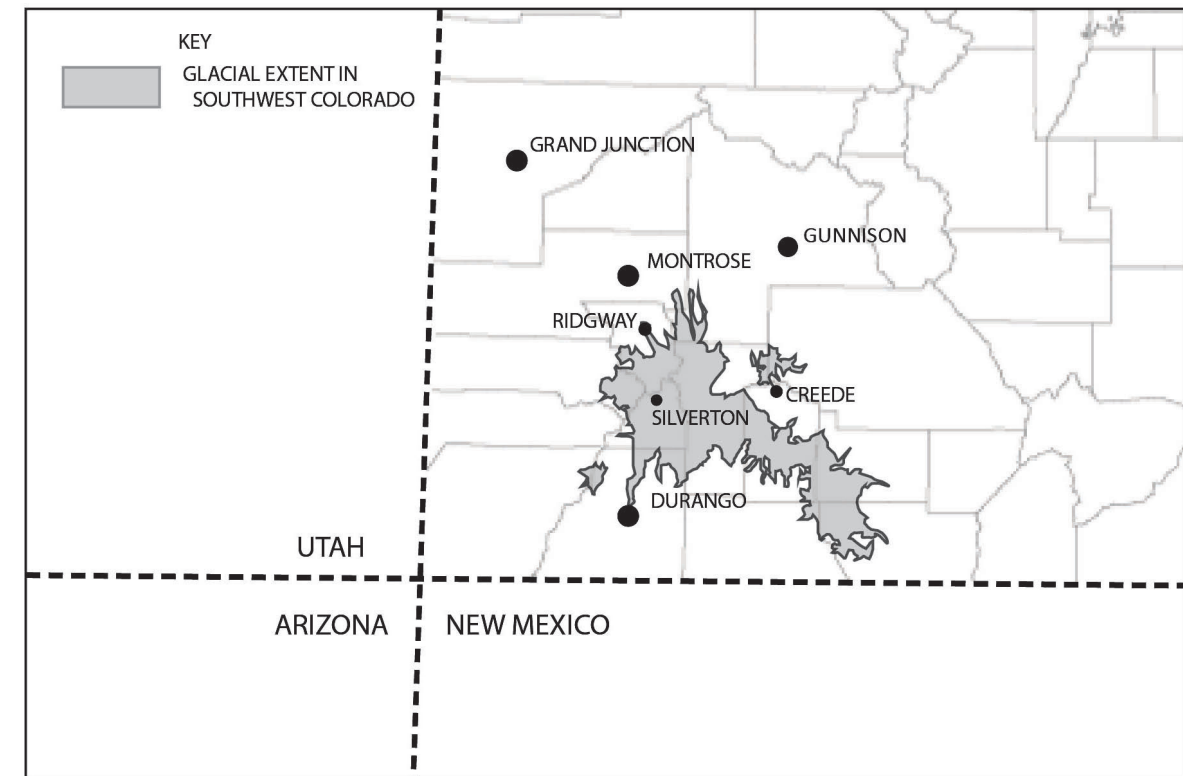 KEY
GLACIAL EXTENT IN
SOUTHWEST COLORADO
GRAND JUNCTION
GUNNISON
MONTROSE
RIDGWAY
CREEDE
SILVERTON
DURANGO
UTAH
ARIZONA
NEW MEXICO